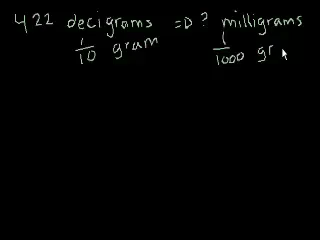 422 decigrams => ? milligrams
1/10 gram 1/1000 gr